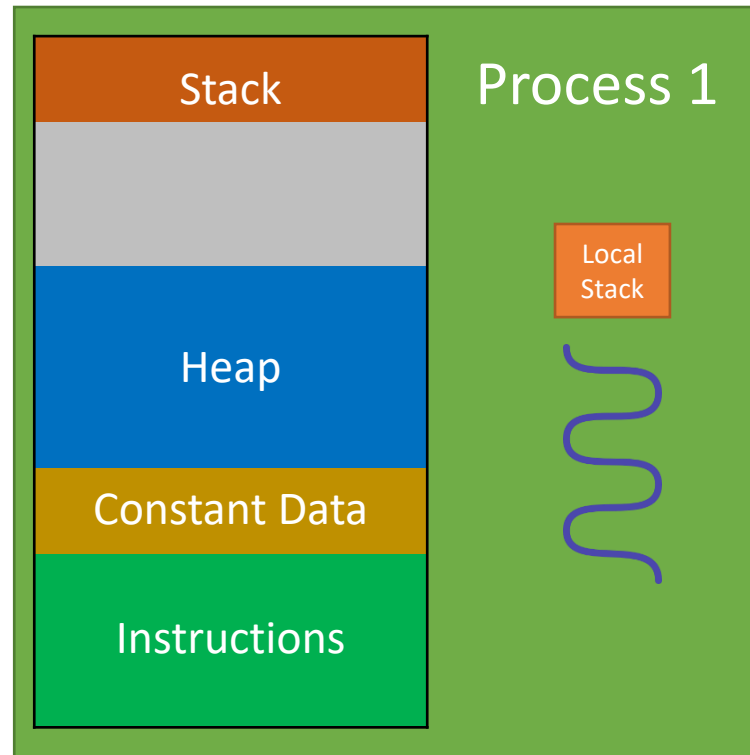 Stack
Process 1
Local
Stack
Heap
Constant Data
Instructions